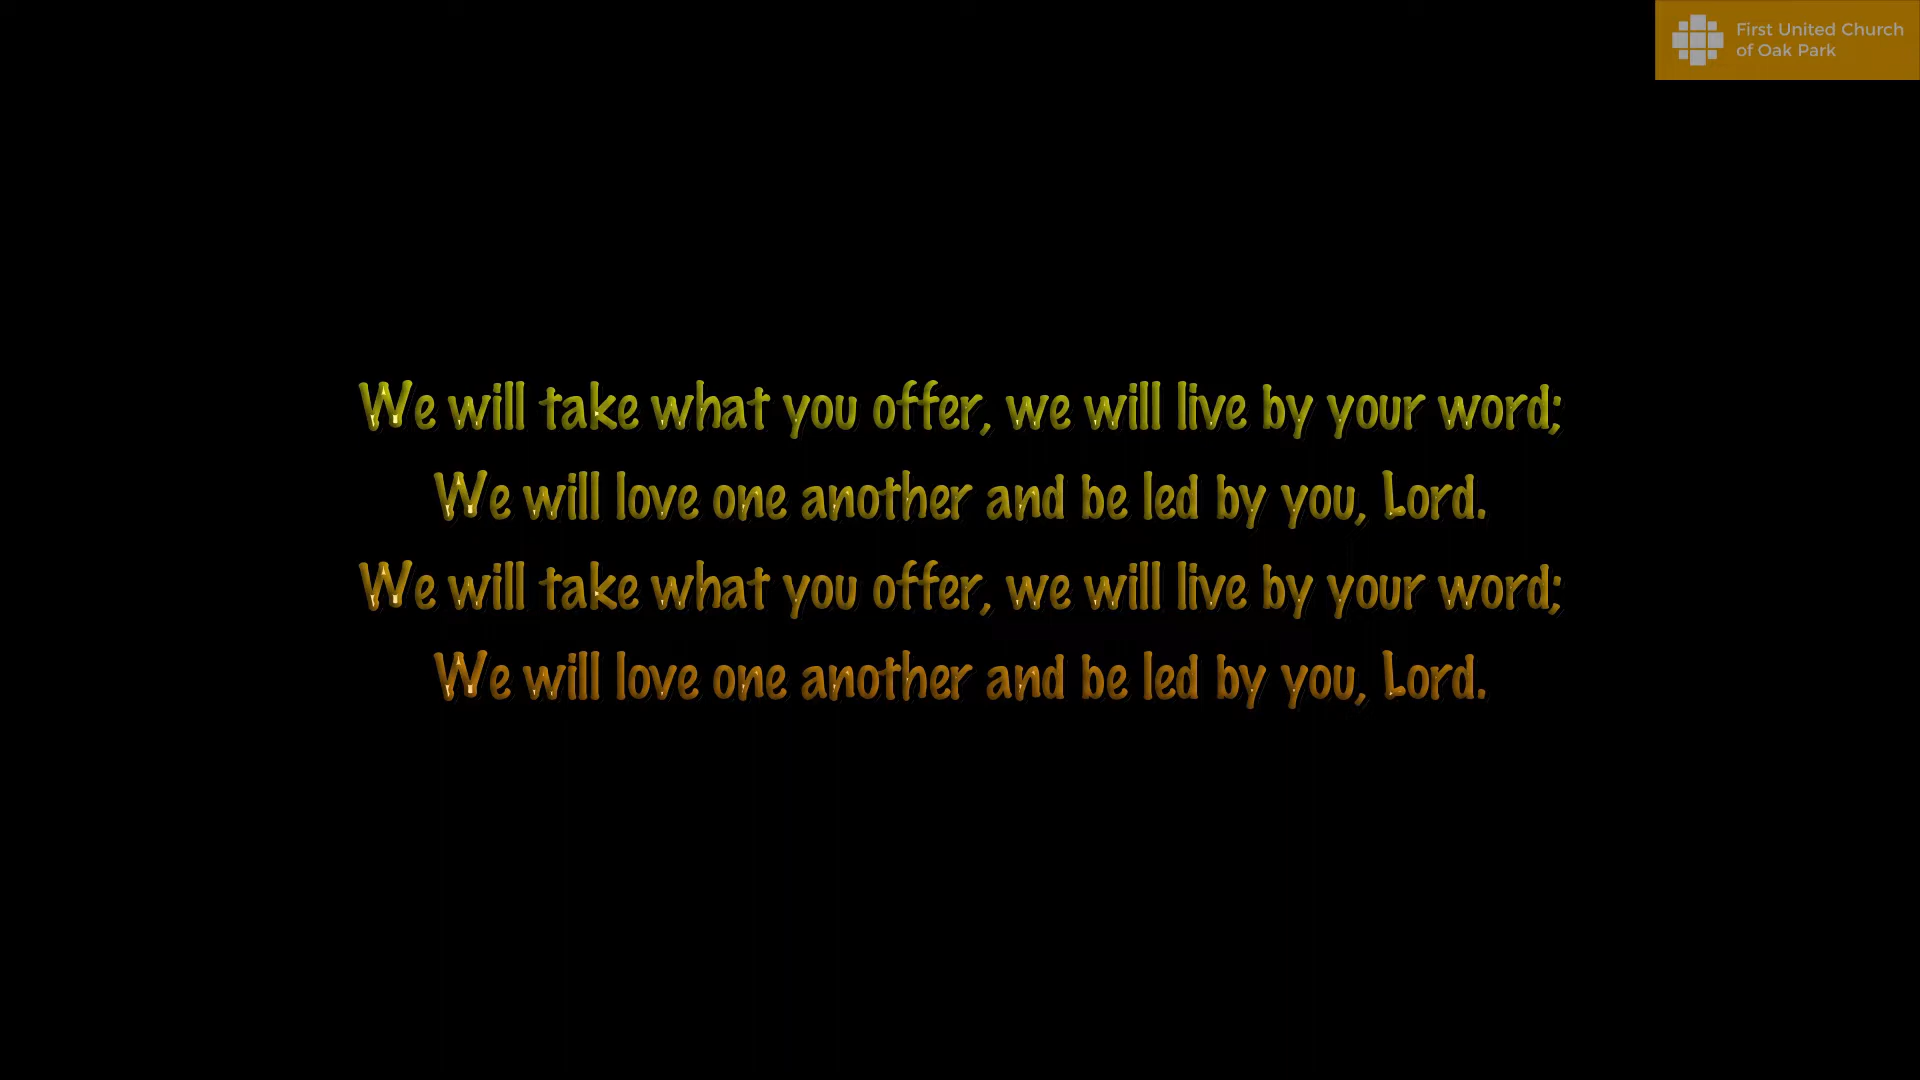 First United Church
of Oak Park
We will take what you offer, we will live by your word;
We will love one another and be led by you, Lord.
We will take what you offer, we will live by your word;
We will love one another and be led by you, Lord.